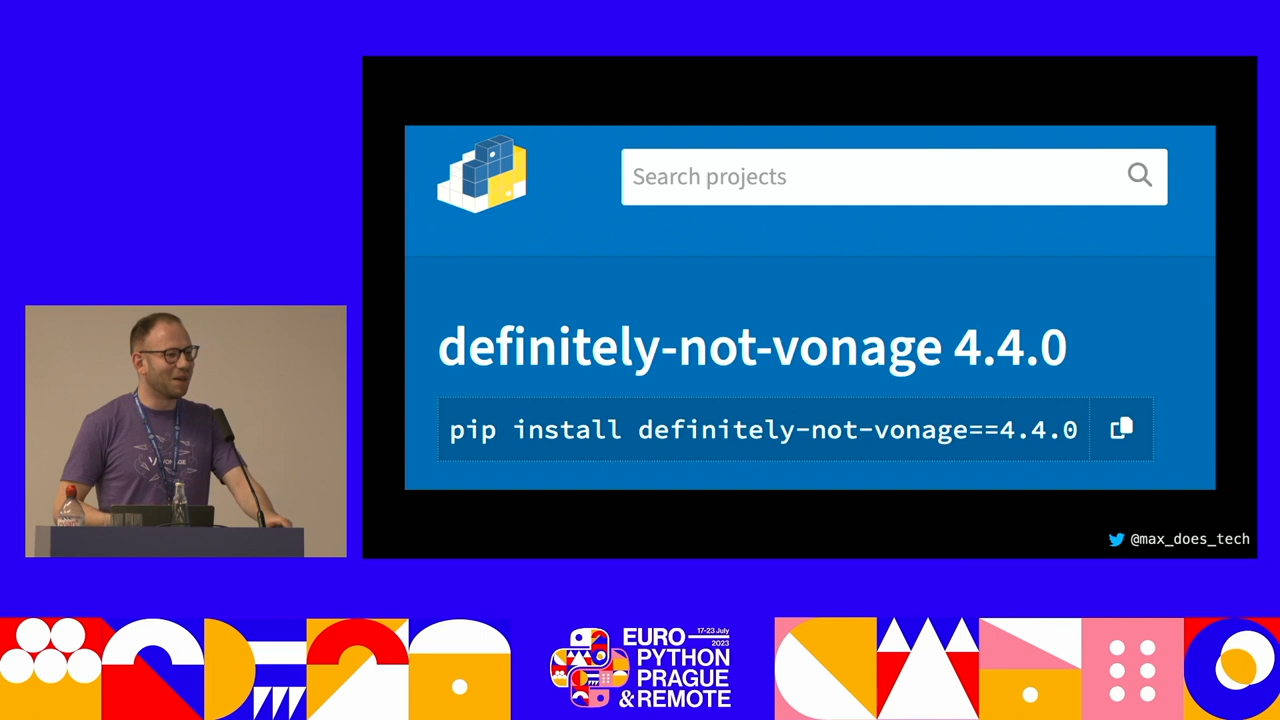 Search projects
definitely-not-vonage 4.4.0
pip install definitely-not-vonage==4.4.0
@max_does_tech
VONAGE
EURO
17-23 July
2023
PYTHON
PRAGUE
& REMOTE